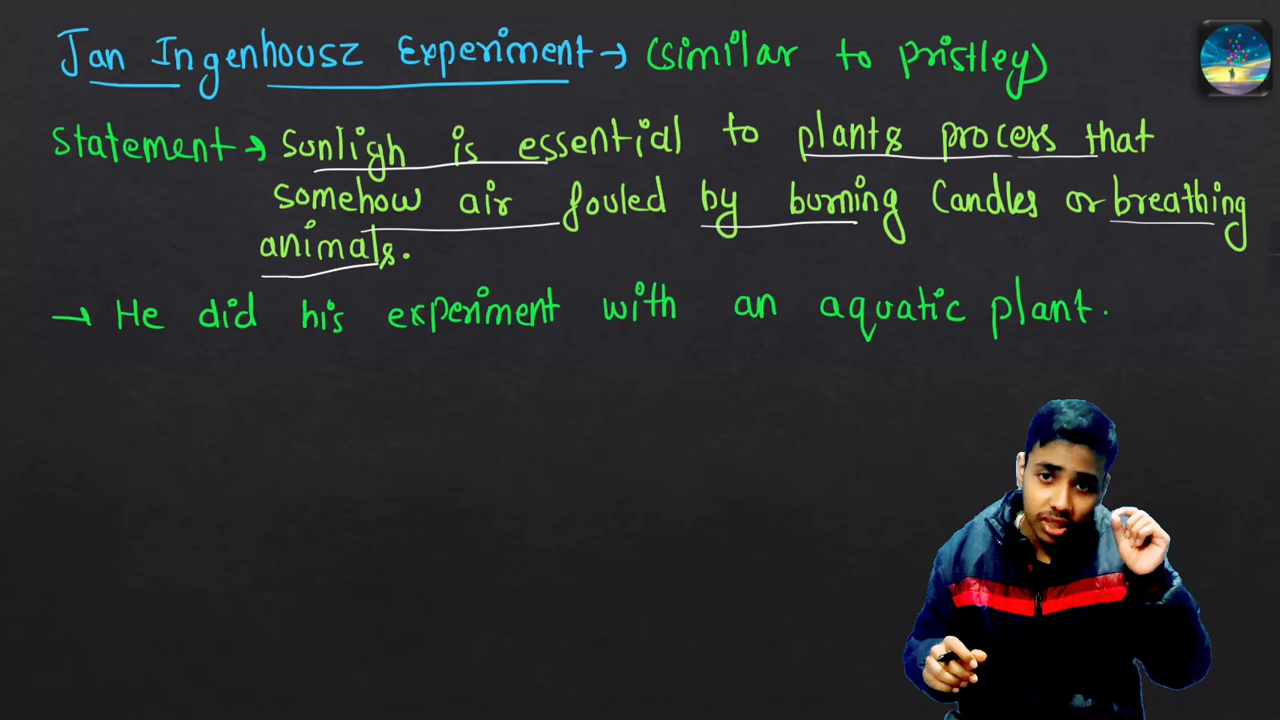 Jan Ingenhousz Experiment → (similar to pristley)
Statement → Sunligh is essential to plants process that
somehow air fouled by burning Candles or breathing
animals.
→ He did his experiment with an aquatic plant.